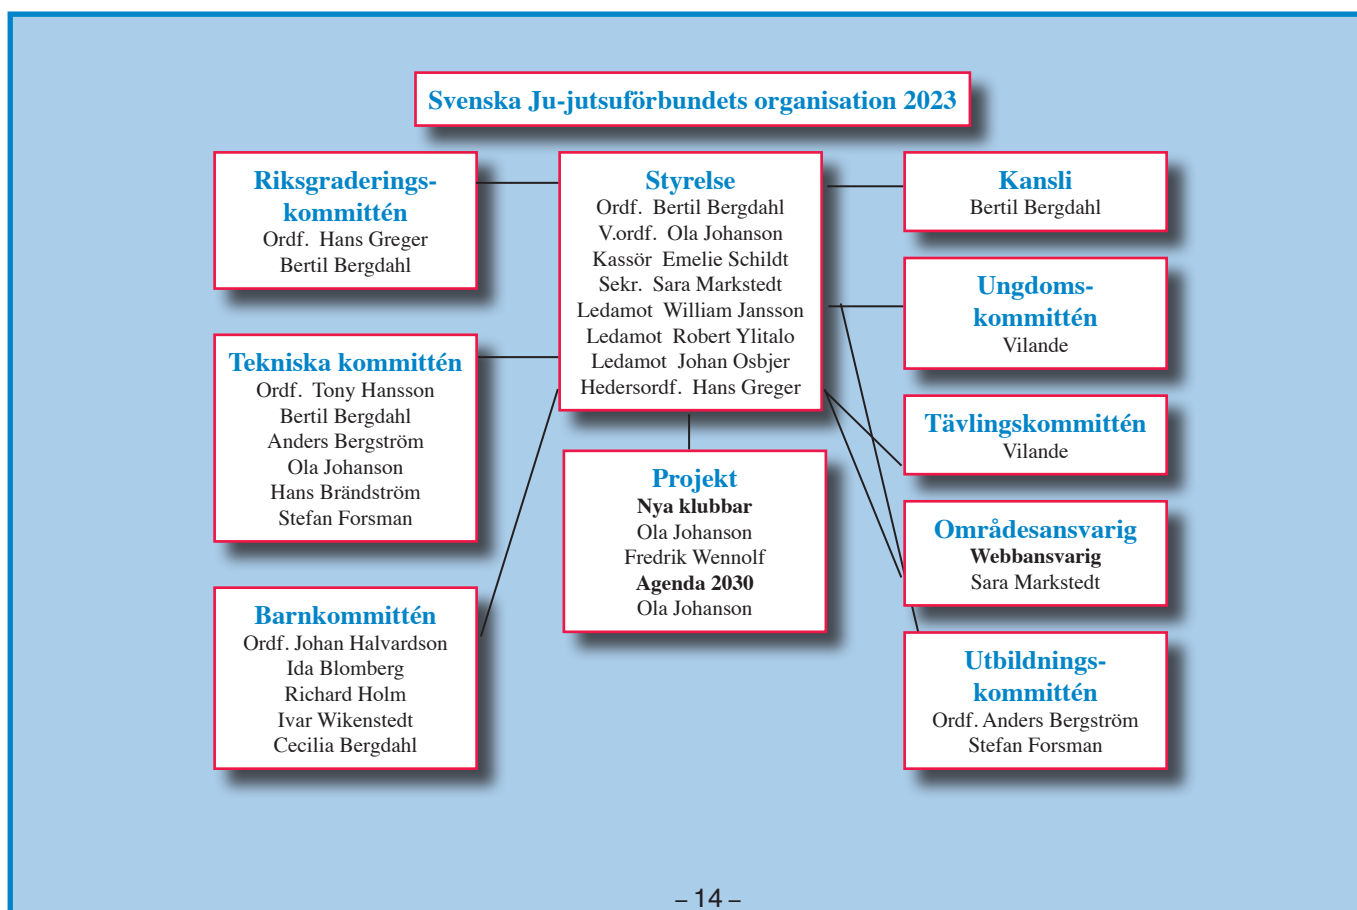 Svenska Ju-jutsuförbundets organisation 2023
Riksgraderings-
kommittén
Ordf. Hans Greger
Bertil Bergdahl
Tekniska kommittén
Ordf. Tony Hansson
Bertil Bergdahl
Anders Bergström
Ola Johanson
Hans Brändström
Stefan Forsman
Barnkommittén
Ordf. Johan Halvardson
Ida Blomberg
Richard Holm
Ivar Wikenstedt
Cecilia Bergdahl
Styrelse
Ordf. Bertil Bergdahl
V.ordf. Ola Johanson
Kassör Emelie Schildt
Sekr. Sara Markstedt
Ledamot William Jansson
Ledamot Robert Ylitalo
Ledamot Johan Osbjer
Hedersordf. Hans Greger
Projekt
Nya klubbar
Ola Johanson
Fredrik Wennolf
Agenda 2030
Ola Johanson
Kansli
Bertil Bergdahl
Ungdoms-
kommittén
Vilande
Tävlingskommittén
Vilande
Områdesansvarig
Webbansvarig
Sara Markstedt
Utbildnings-
kommittén
Ordf. Anders Bergström
Stefan Forsman
– 14 –